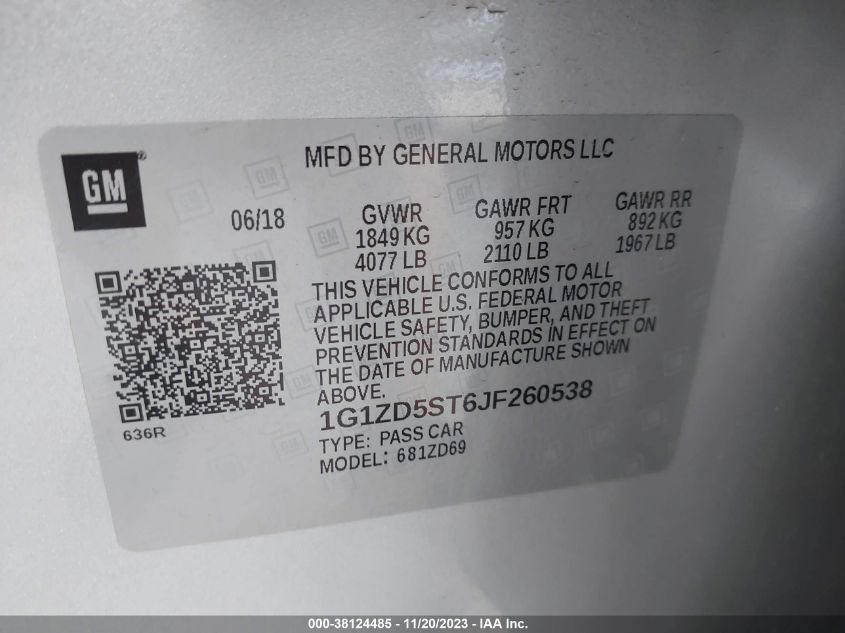 MFD BY GENERAL MOTORS LLC
GM®
06/18
GVWR
1849 KG
4077 LB
GAWR FRT
957 KG
2110 LB
GAWR RR
892 KG
1967 LB
THIS VEHICLE CONFORMS TO ALL
APPLICABLE U.S. FEDERAL MOTOR
VEHICLE SAFETY, BUMPER, AND THEFT
PREVENTION STANDARDS IN EFFECT ON
THE DATE OF MANUFACTURE SHOWN
ABOVE.
1G1ZD5ST6JF260538
TYPE: PASS CAR
MODEL: 681ZD69
636R
000-38124485 - 11/20/2023 - IAA Inc.